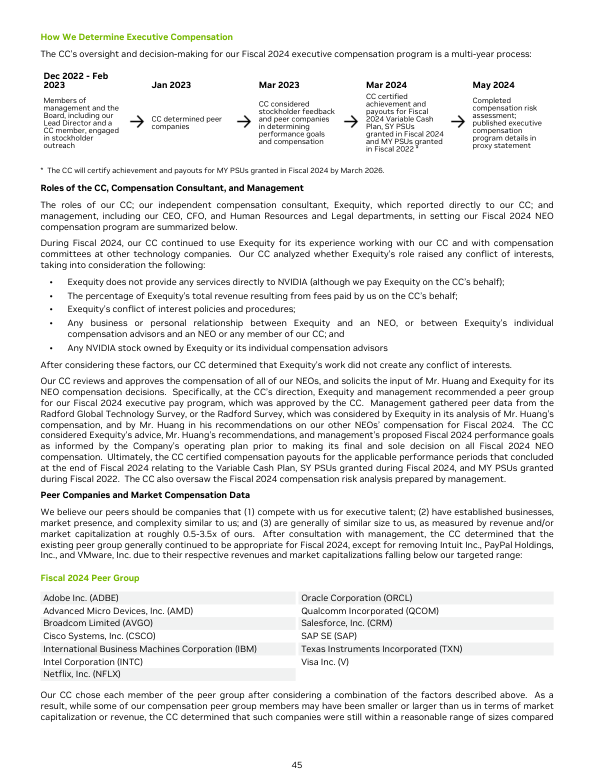 How We Determine Executive Compensation
The CC's oversight and decision-making for our Fiscal 2024 executive compensation program is a multi-year process:
Dec 2022 - Feb
2023
Members of
management and the
Board, including our
Lead Director and a
CC member, engaged
in stockholder
outreach
Jan 2023
CC determined peer
companies
Mar 2023
CC considered
stockholder feedback
and peer companies
in determining
performance goals
and compensation
Mar 2024
CC certified
achievement and
payouts for Fiscal
2024 Variable Cash
Plan, SY PSUs
granted in Fiscal 2024
and MY PSUs granted
in Fiscal 2022 *
May 2024
Completed
compensation risk
assessment;
published executive
compensation
program details in
proxy statement
* The CC will certify achievement and payouts for MY PSUs granted in Fiscal 2024 by March 2026.
Roles of the CC, Compensation Consultant, and Management
The roles of our CC; our independent compensation consultant, Exequity, which reported directly to our CC; and
management, including our CEO, CFO, and Human Resources and Legal departments, in setting our Fiscal 2024 NEO
compensation program are summarized below.
During Fiscal 2024, our CC continued to use Exequity for its experience working with our CC and with compensation
committees at other technology companies. Our CC analyzed whether Exequity's role raised any conflict of interests,
taking into consideration the following:
• Exequity does not provide any services directly to NVIDIA (although we pay Exequity on the CC's behalf);
• The percentage of Exequity's total revenue resulting from fees paid by us on the CC's behalf;
• Exequity's conflict of interest policies and procedures;
• Any business or personal relationship between Exequity and an NEO, or between Exequity's individual
compensation advisors and an NEO or any member of our CC; and
• Any NVIDIA stock owned by Exequity or its individual compensation advisors
After considering these factors, our CC determined that Exequity's work did not create any conflict of interests.
Our CC reviews and approves the compensation of all of our NEOs, and solicits the input of Mr. Huang and Exequity for its
NEO compensation decisions. Specifically, at the CC's direction, Exequity and management recommended a peer group
for our Fiscal 2024 executive pay program, which was approved by the CC. Management gathered peer data from the
Radford Global Technology Survey, or the Radford Survey, which was considered by Exequity in its analysis of Mr. Huang's
compensation, and by Mr. Huang in his recommendations on our other NEOs' compensation for Fiscal 2024. The CC
considered Exequity's advice, Mr. Huang's recommendations, and management's proposed Fiscal 2024 performance goals
as informed by the Company's operating plan prior to making its final and sole decision on all Fiscal 2024 NEO
compensation. Ultimately, the CC certified compensation payouts for the applicable performance periods that concluded
at the end of Fiscal 2024 relating to the Variable Cash Plan, SY PSUs granted during Fiscal 2024, and MY PSUs granted
during Fiscal 2022. The CC also oversaw the Fiscal 2024 compensation risk analysis prepared by management.
Peer Companies and Market Compensation Data
We believe our peers should be companies that (1) compete with us for executive talent; (2) have established businesses,
market presence, and complexity similar to us; and (3) are generally of similar size to us, as measured by revenue and/or
market capitalization at roughly 0.5-3.5x of ours. After consultation with management, the CC determined that the
existing peer group generally continued to be appropriate for Fiscal 2024, except for removing Intuit Inc., PayPal Holdings,
Inc., and VMware, Inc. due to their respective revenues and market capitalizations falling below our targeted range:
Fiscal 2024 Peer Group
Adobe Inc. (ADBE) Oracle Corporation (ORCL)
Advanced Micro Devices, Inc. (AMD) Qualcomm Incorporated (QCOM)
Broadcom Limited (AVGO) Salesforce, Inc. (CRM)
Cisco Systems, Inc. (CSCO) SAP SE (SAP)
International Business Machines Corporation (IBM) Texas Instruments Incorporated (TXN)
Intel Corporation (INTC) Visa Inc. (V)
Netflix, Inc. (NFLX)
Our CC chose each member of the peer group after considering a combination of the factors described above. As a
result, while some of our compensation peer group members may have been smaller or larger than us in terms of market
capitalization or revenue, the CC determined that such companies were still within a reasonable range of sizes compared
45